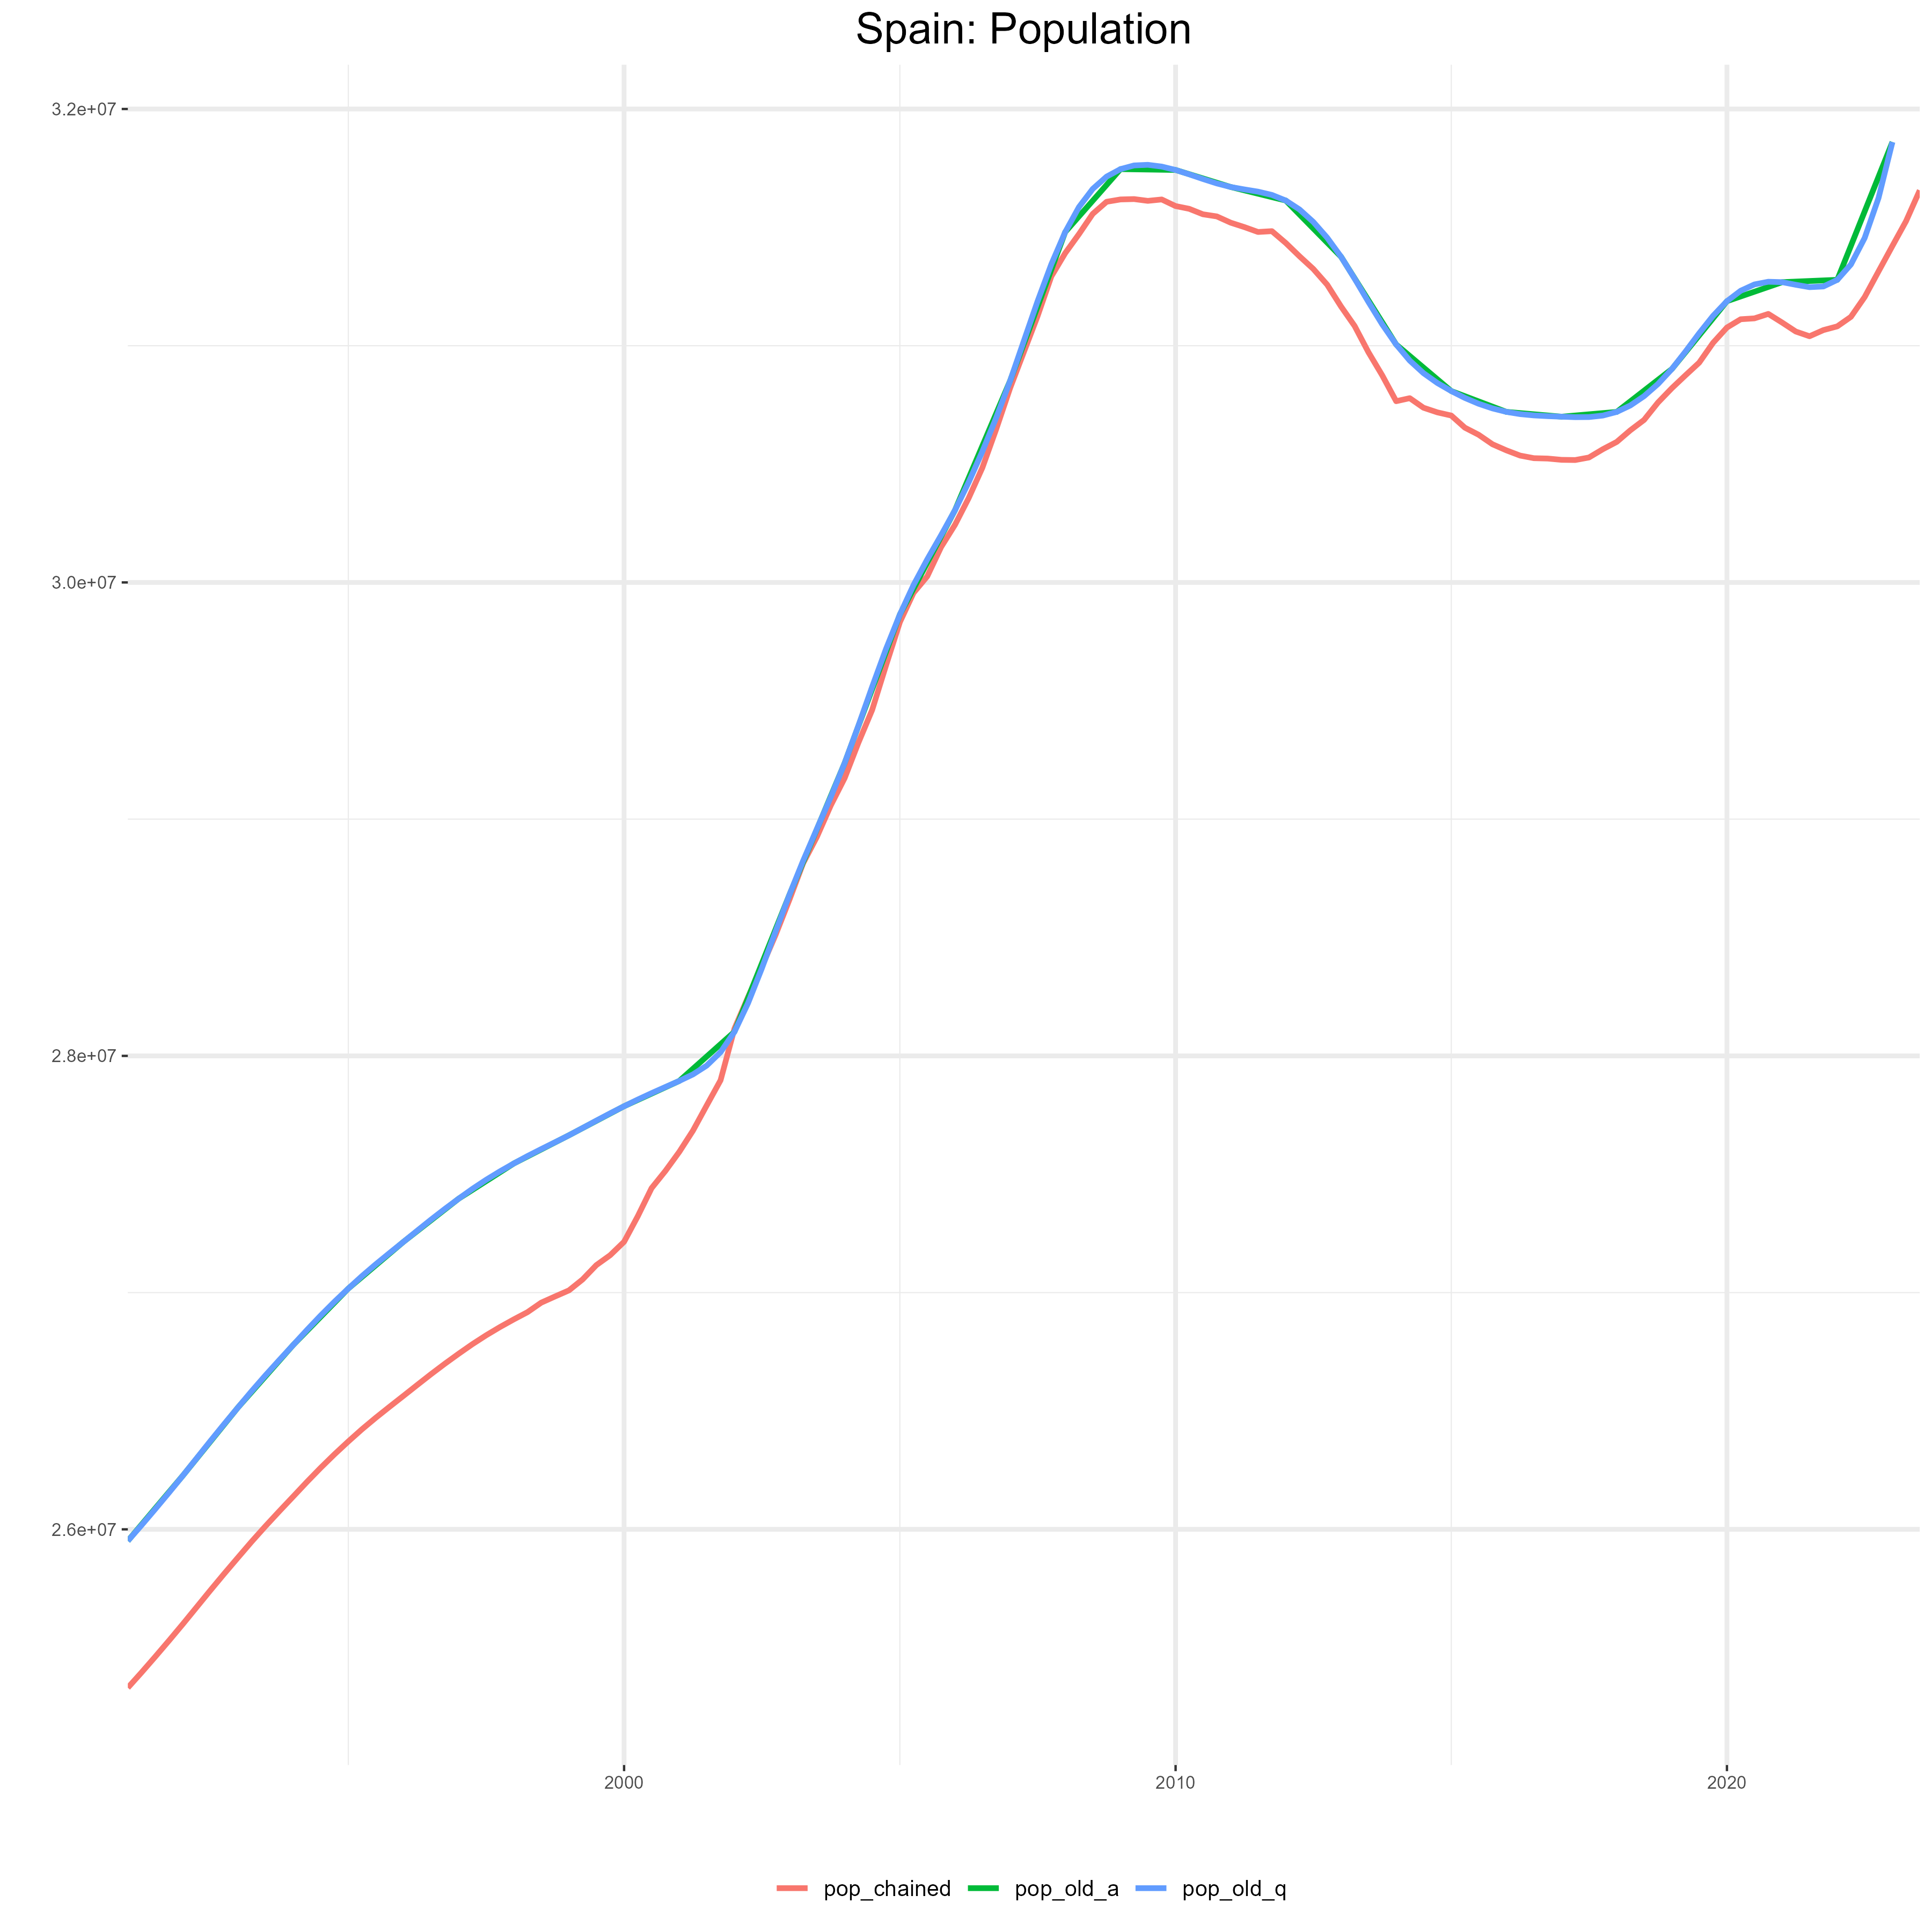 Spain: Population
3.2e+07
3.0e+07
2.8e+07
2.6e+07
2000 2010 2020
pop_chained pop_old_a pop_old_q